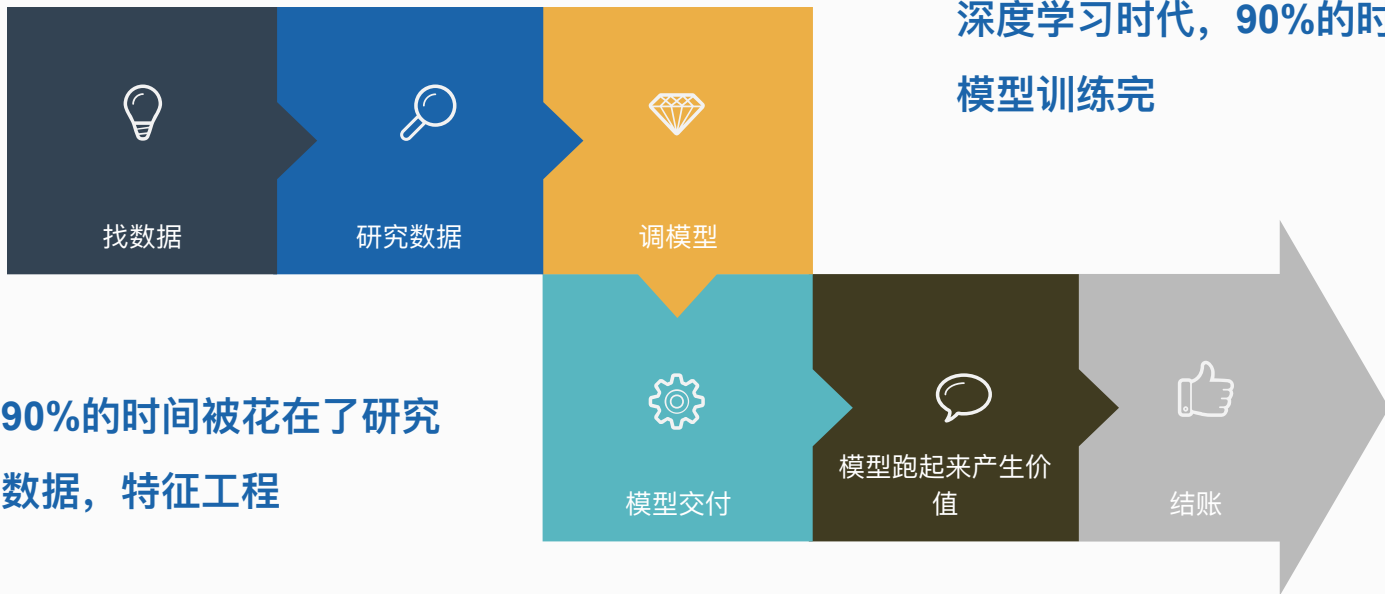 深度学习时代，90%的时
模型训练完
找数据
研究数据
调模型
90%的时间被花在了研究
数据，特征工程
模型交付
模型跑起来产生价
值
结账